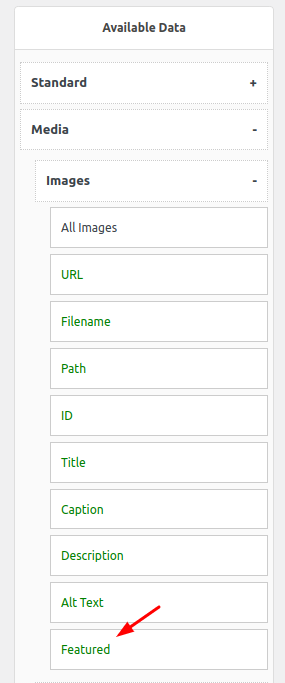 Available Data
Standard +
Media -
Images -
All Images
URL
Filename
Path
ID
Title
Caption
Description
Alt Text
Featured